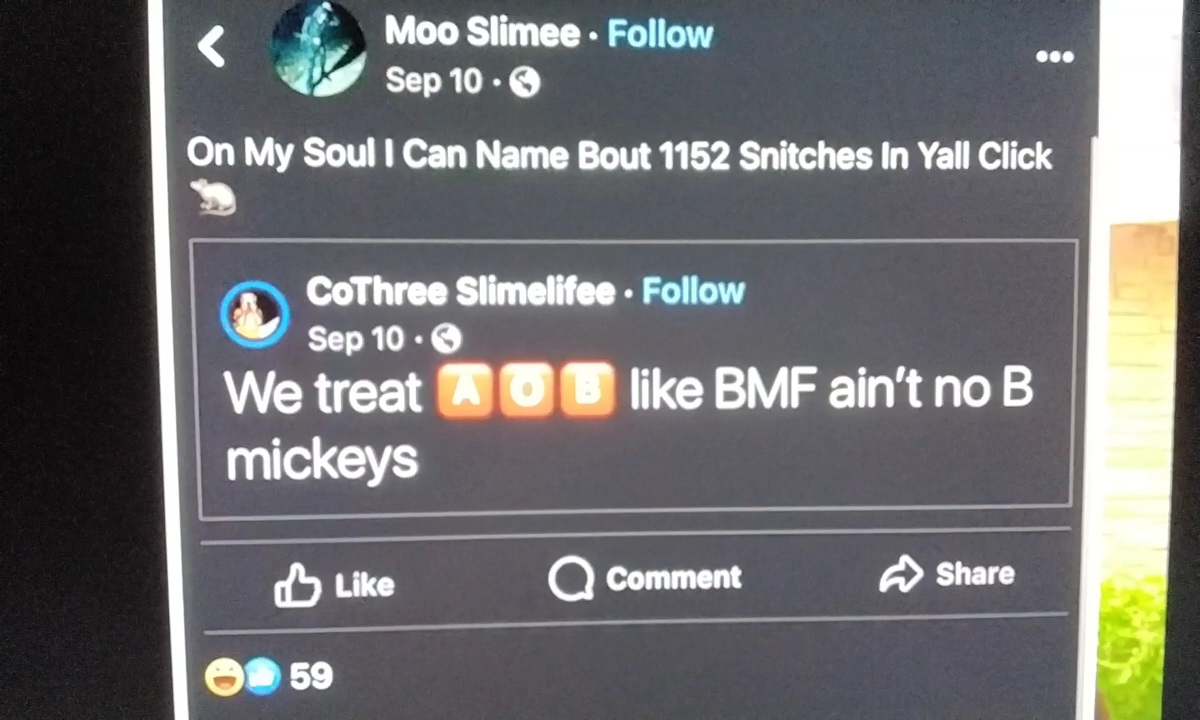 Moo Slimee · Follow
Sep 10 ·
On My Soul I Can Name Bout 1152 Snitches In Yall Click
CoThree Slimelifee · Follow
Sep 10 ·
We treat 🅰️🅾️🅱️ like BMF ain't no B
mickeys
Like Comment Share
59